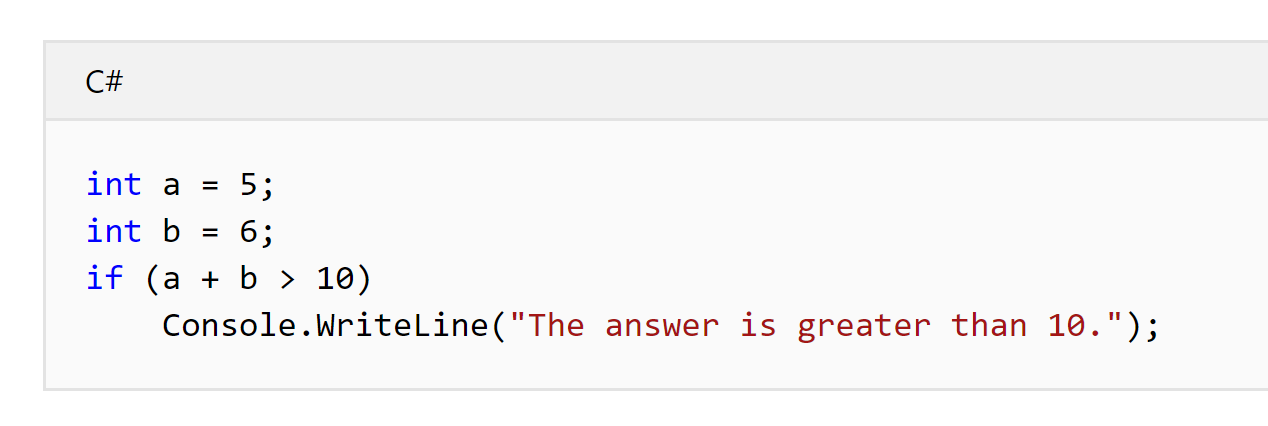 C#
int a = 5;
int b = 6;
if (a + b > 10)
    Console.WriteLine("The answer is greater than 10.");